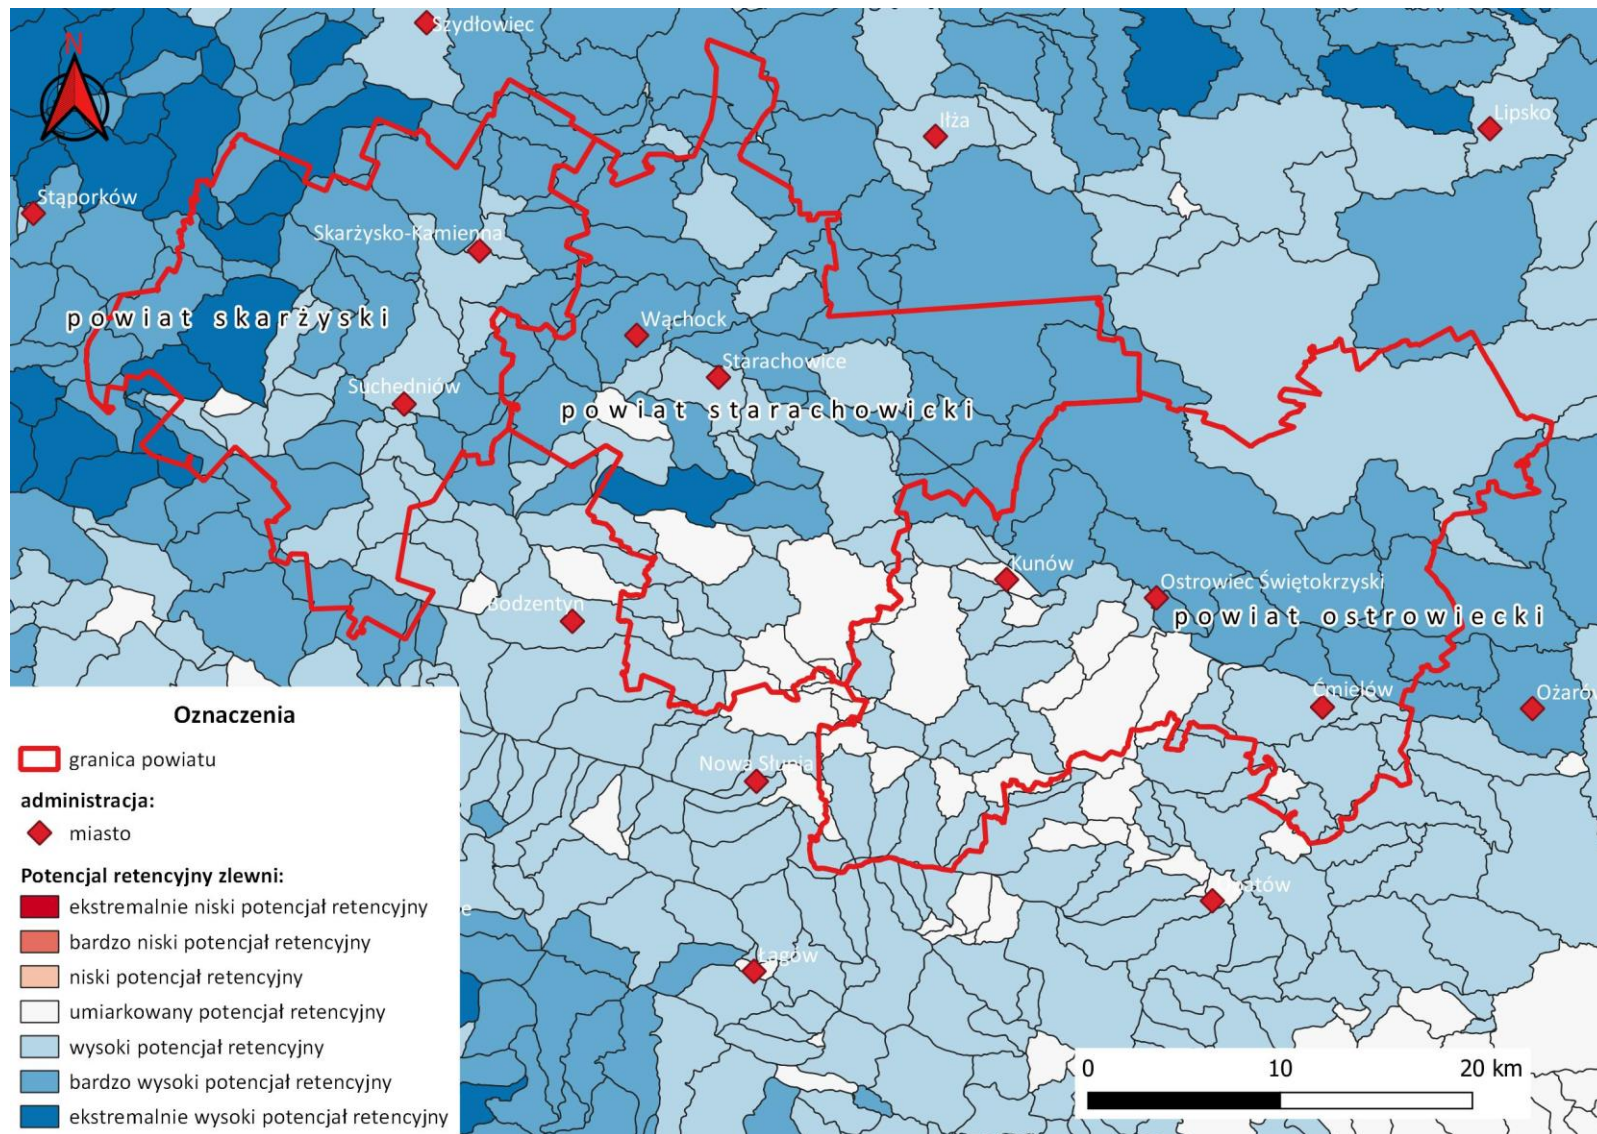 N
Szydłowiec
Iłża
Lipsko
Stąporków
Skarżysko-Kamienna
powiat skarżyski
Wąchock
Starachowice
Suchedniów
powiat starachowicki
Kunów
Ostrowiec Świętokrzyski
powiat ostrowiecki
Bodzentyn
Ćmielów
Ożarów
Nowa Słupia
Opatów
Łagów
e
Oznaczenia
granica powiatu
administracja:
miasto
Potencjał retencyjny zlewni:
ekstremalnie niski potencjał retencyjny
bardzo niski potencjał retencyjny
niski potencjał retencyjny
umiarkowany potencjał retencyjny
wysoki potencjał retencyjny
bardzo wysoki potencjał retencyjny
ekstremalnie wysoki potencjał retencyjny
0 10 20 km